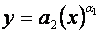 y = a₂(x)^α₁